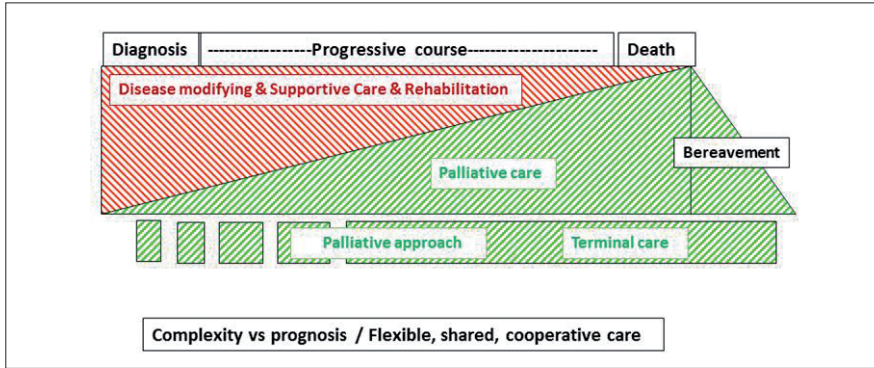 Diagnosis ------------------Progressive course----------------------- Death
Disease modifying & Supportive Care & Rehabilitation
Bereavement
Palliative care
Palliative approach Terminal care
Complexity vs prognosis / Flexible, shared, cooperative care